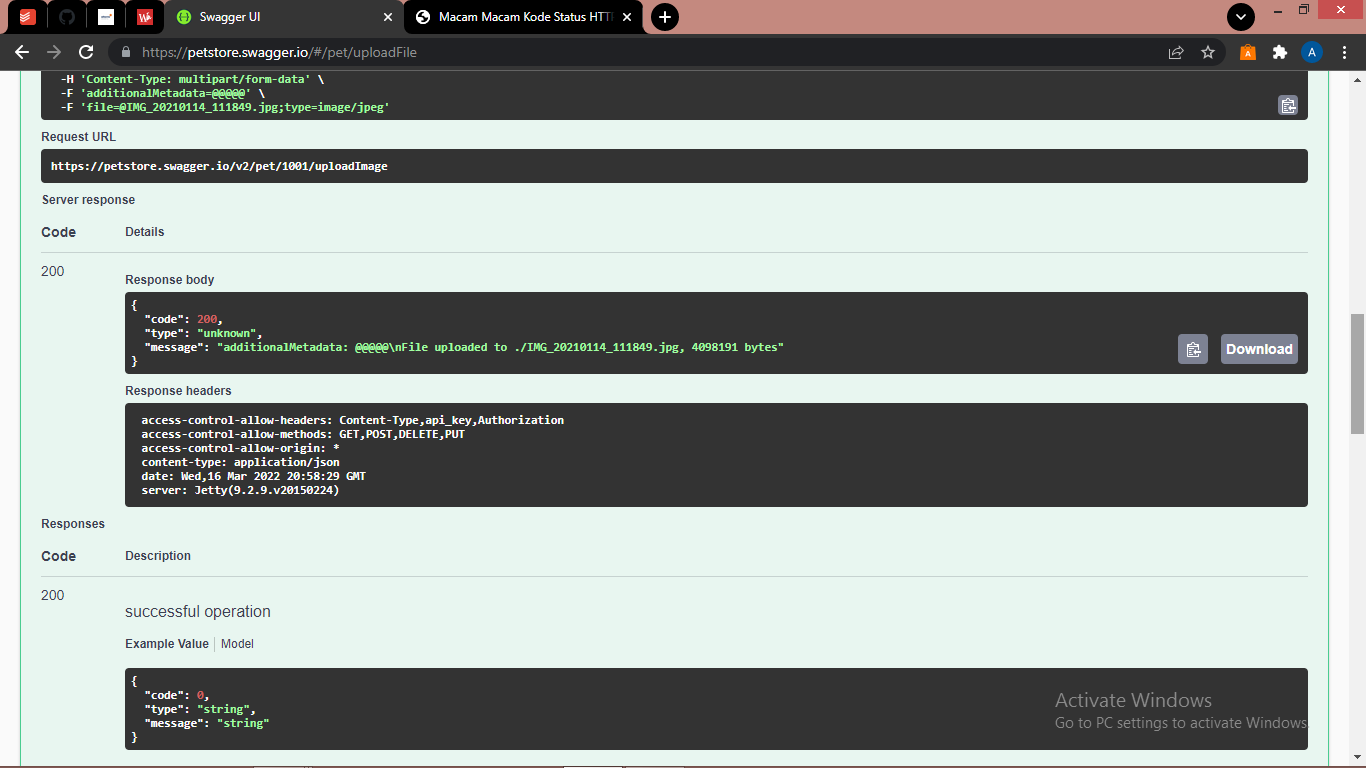 Swagger UI
Macam Macam Kode Status HTT
https://petstore.swagger.io/#/pet/uploadFile
A
-H 'Content-Type: multipart/form-data' \
-F 'additionalMetadata=@@@@@' \
-F 'file=@IMG_20210114_111849.jpg;type=image/jpeg'
Request URL
https://petstore.swagger.io/v2/pet/1001/uploadImage
Server response
Code Details
200
Response body
{
"code": 200,
"type": "unknown",
"message": "additionalMetadata: @@@@@\nFile uploaded to ./IMG_20210114_111849.jpg, 4098191 bytes"
}
Download
Response headers
access-control-allow-headers: Content-Type,api_key,Authorization
access-control-allow-methods: GET,POST,DELETE,PUT
access-control-allow-origin: *
content-type: application/json
date: Wed,16 Mar 2022 20:58:29 GMT
server: Jetty(9.2.9.v20150224)
Responses
Code Description
200
successful operation
Example Value Model
{
"code": 0,
"type": "string",
"message": "string"
}
Activate Windows
Go to PC settings to activate Windows